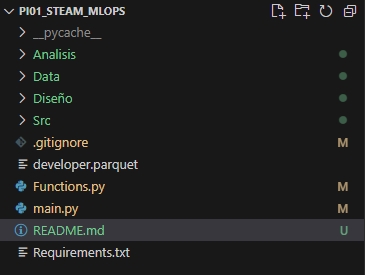 PI01_STEAM_MLOPS
__pycache__
Analisis
Data
Diseño
Src
.gitignore M
developer.parquet
Functions.py M
main.py M
README.md U
Requirements.txt